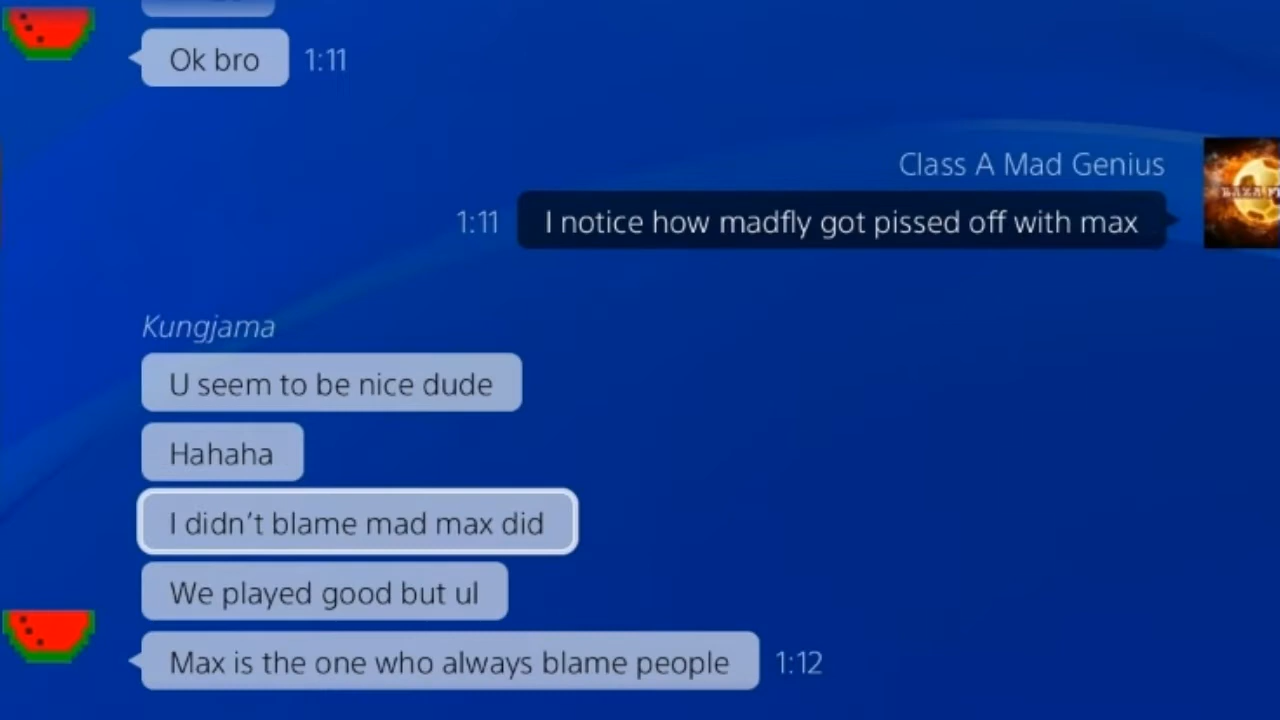 Ok bro 1:11
Class A Mad Genius
1:11 I notice how madfly got pissed off with max
Kungjama
U seem to be nice dude
Hahaha
I didn't blame mad max did
We played good but ul
Max is the one who always blame people 1:12